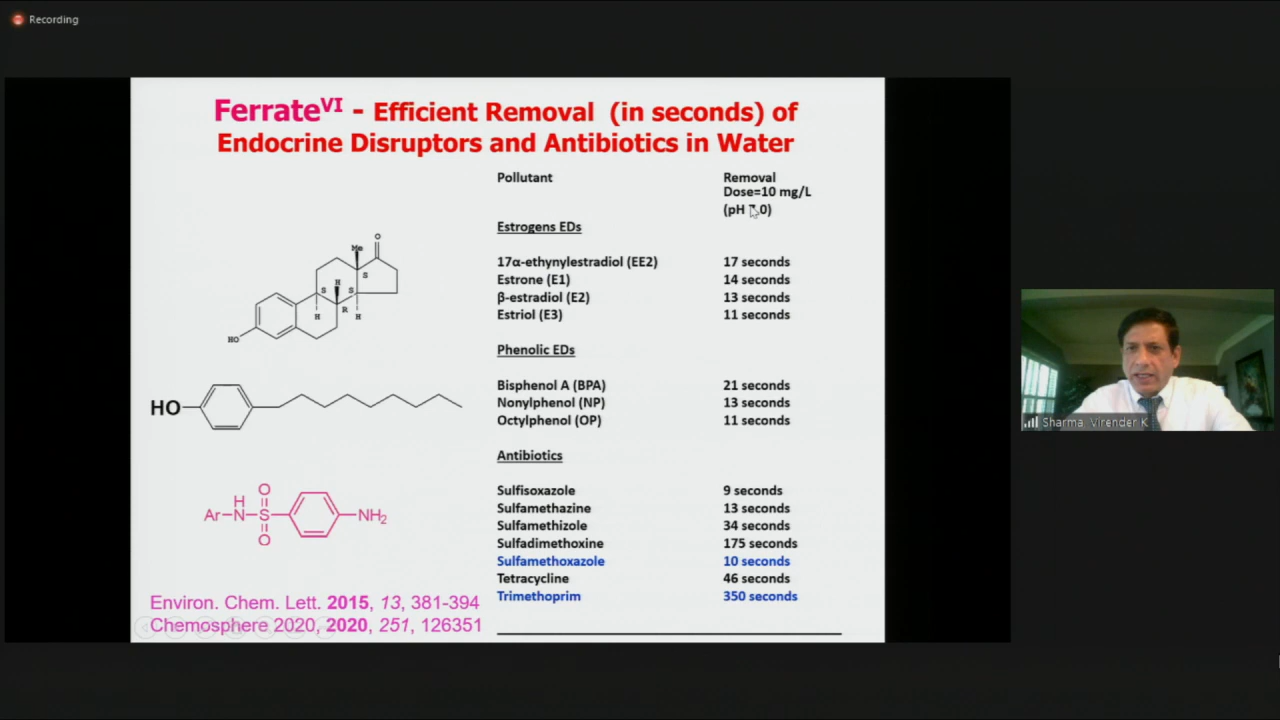 Recording
Ferrate^VI - Efficient Removal (in seconds) of
Endocrine Disruptors and Antibiotics in Water
Pollutant Removal
Dose=10 mg/L
(pH 7.0)
Estrogens EDs
17α-ethynylestradiol (EE2) 17 seconds
Estrone (E1) 14 seconds
β-estradiol (E2) 13 seconds
Estriol (E3) 11 seconds
Phenolic EDs
Bisphenol A (BPA) 21 seconds
Nonylphenol (NP) 13 seconds
Octylphenol (OP) 11 seconds
Antibiotics
Sulfisoxazole 9 seconds
Sulfamethazine 13 seconds
Sulfamethizole 34 seconds
Sulfadimethoxine 175 seconds
Sulfamethoxazole 10 seconds
Tetracycline 46 seconds
Trimethoprim 350 seconds
O
Me
S
H
S S
R
H H
HO
HO
O
H
Ar-N-S NH2
O
Environ. Chem. Lett. 2015, 13, 381-394
Chemosphere 2020, 2020, 251, 126351
Sharma, Virender K